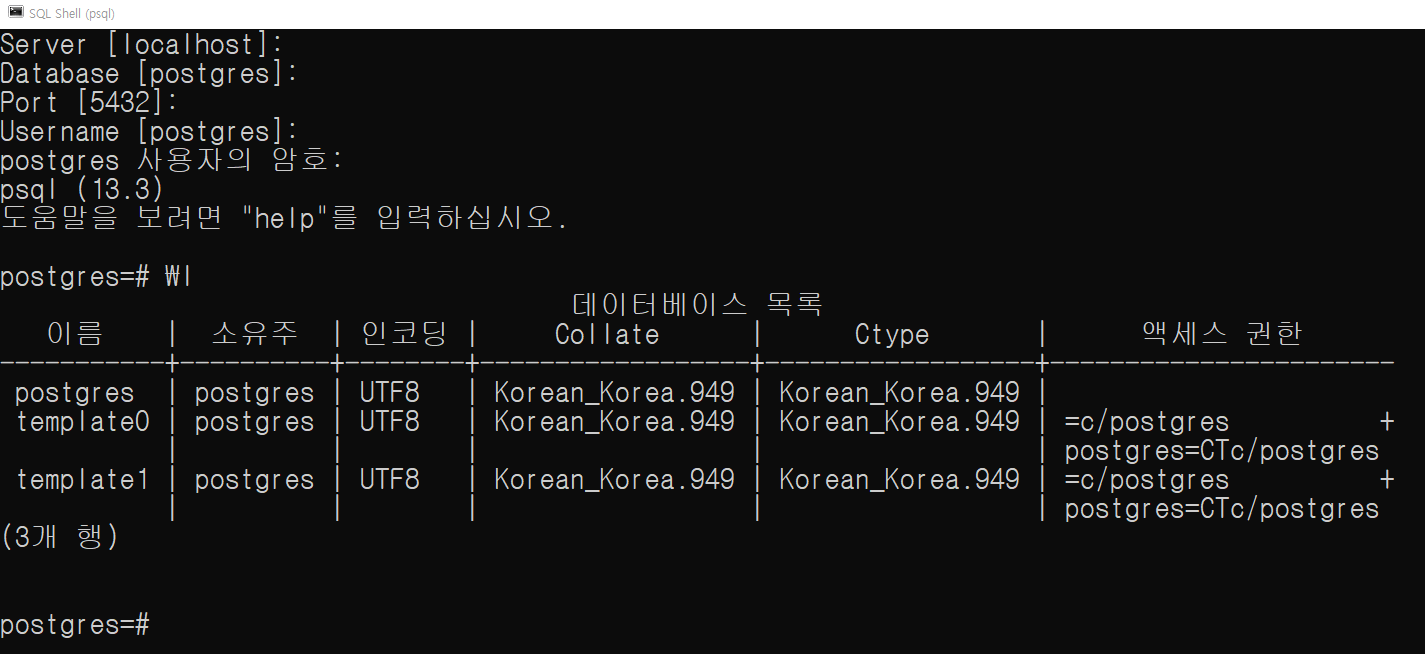 SQL Shell (psql)
Server [localhost]:
Database [postgres]:
Port [5432]:
Username [postgres]:
postgres 사용자의 암호:
psql (13.3)
도움말을 보려면 "help"를 입력하십시오.
postgres=# ₩l
데이터베이스 목록
이름 | 소유주 | 인코딩 | Collate | Ctype | 액세스 권한
-----------+----------+--------+------------------+------------------+-----------------------
postgres | postgres | UTF8 | Korean_Korea.949 | Korean_Korea.949 |
template0 | postgres | UTF8 | Korean_Korea.949 | Korean_Korea.949 | =c/postgres +
| | | | | postgres=CTc/postgres
template1 | postgres | UTF8 | Korean_Korea.949 | Korean_Korea.949 | =c/postgres +
| | | | | postgres=CTc/postgres
(3개 행)
postgres=#